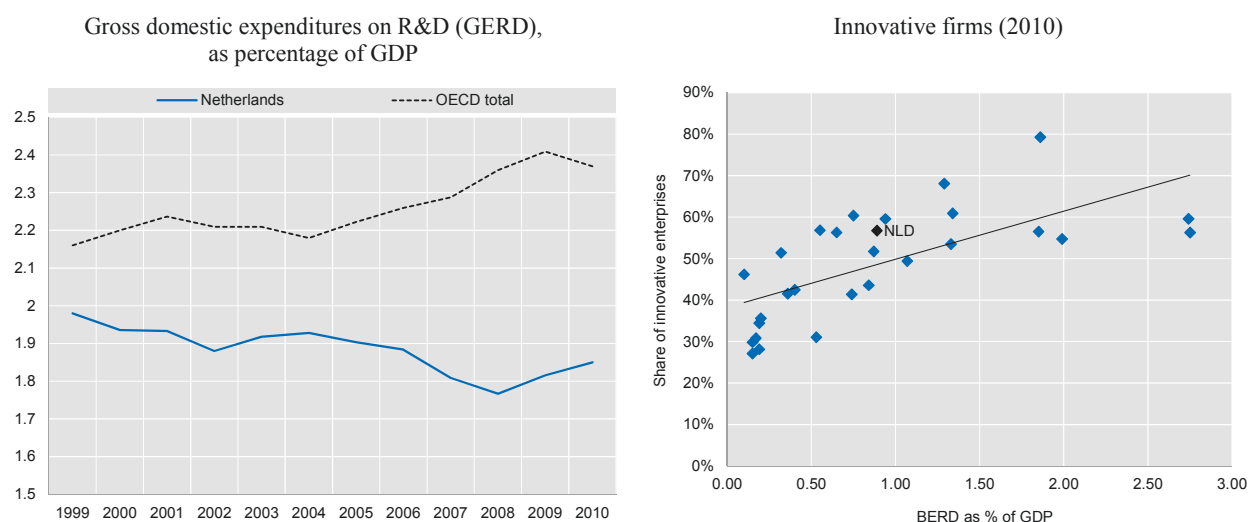 Gross domestic expenditures on R&D (GERD),
as percentage of GDP
Netherlands
OECD total
2.5
2.4
2.3
2.2
2.1
2
1.9
1.8
1.7
1.6
1.5
1999 2000 2001 2002 2003 2004 2005 2006 2007 2008 2009 2010
Innovative firms (2010)
Share of innovative enterprises
90%
80%
70%
60%
50%
40%
30%
20%
10%
0%
NLD
0.00 0.50 1.00 1.50 2.00 2.50 3.00
BERD as % of GDP